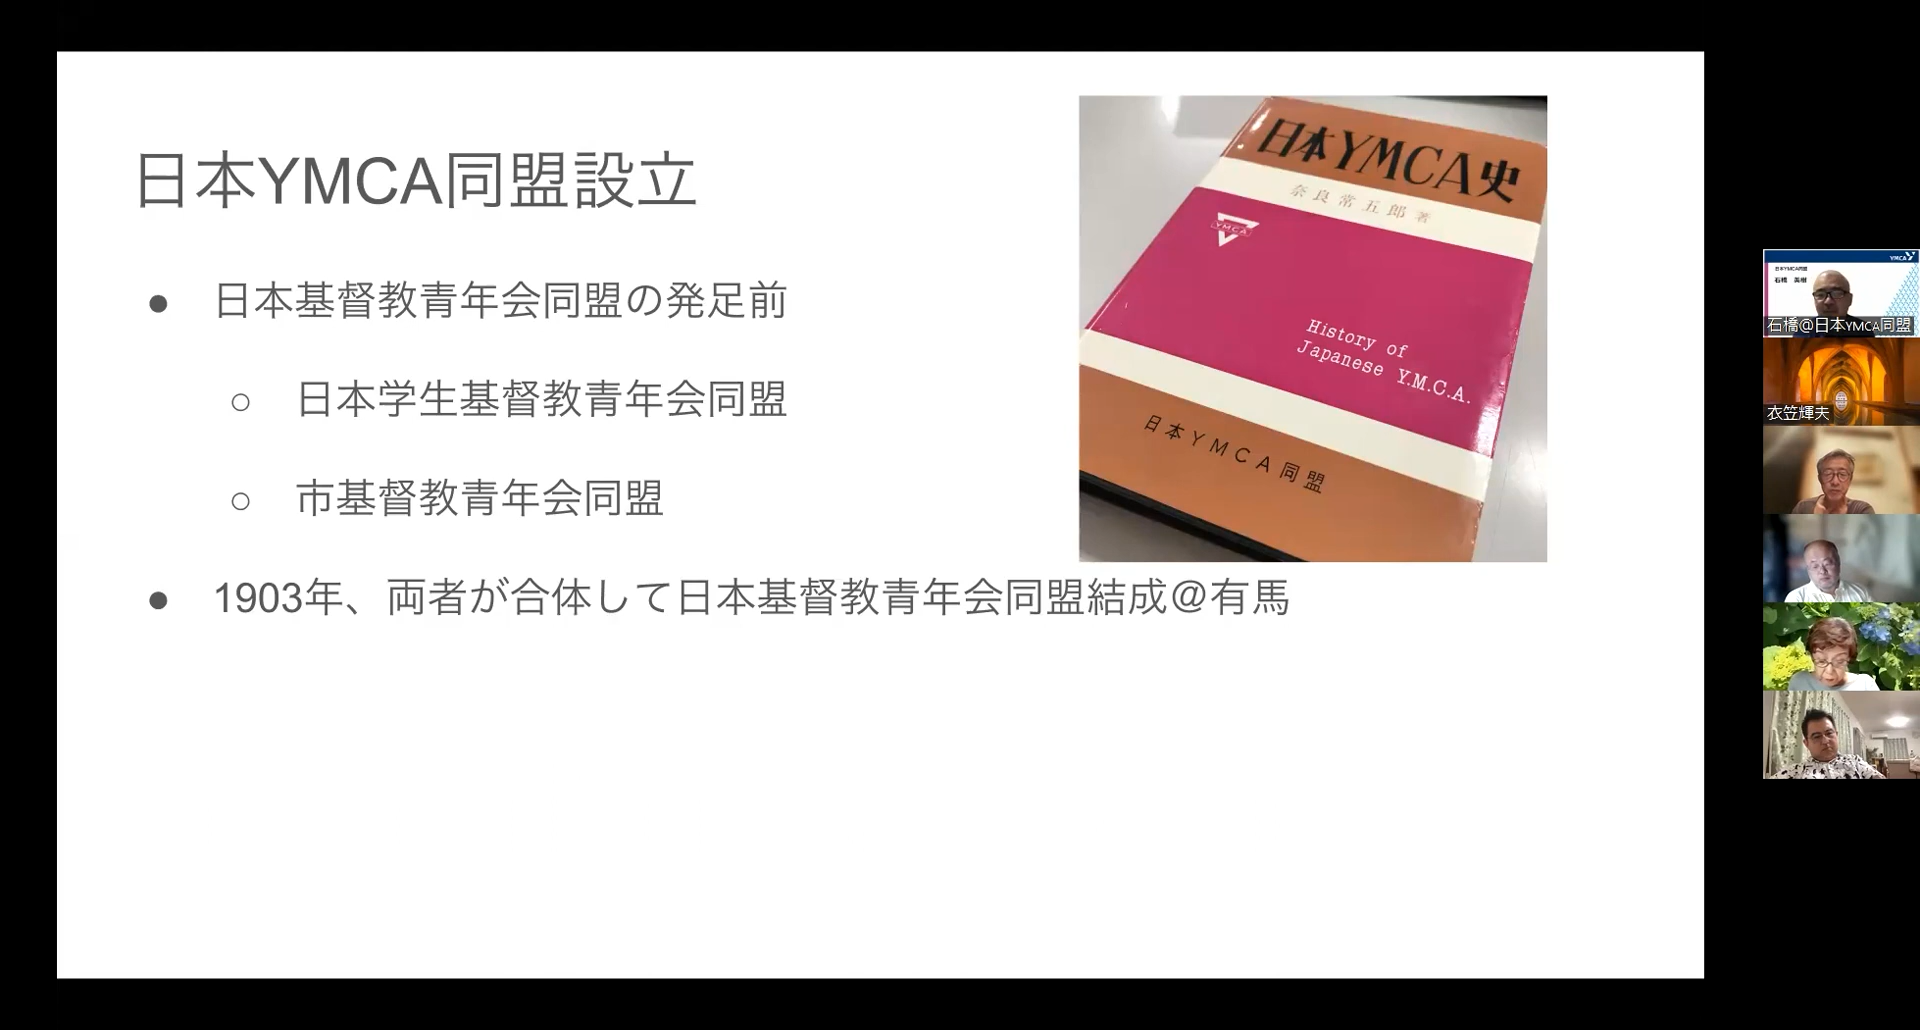 日本YMCA同盟設立
● 日本基督教青年会同盟の発足前
○ 日本学生基督教青年会同盟
○ 市基督教青年会同盟
● 1903年、両者が合体して日本基督教青年会同盟結成@有馬
日本YMCA史
奈良常五郎著
YMCA
History of
Japanese Y.M.C.A.
日本YMCA同盟
YMCA
日本YMCA同盟
石橋 英樹
石橋@日本YMCA同盟
衣笠輝夫